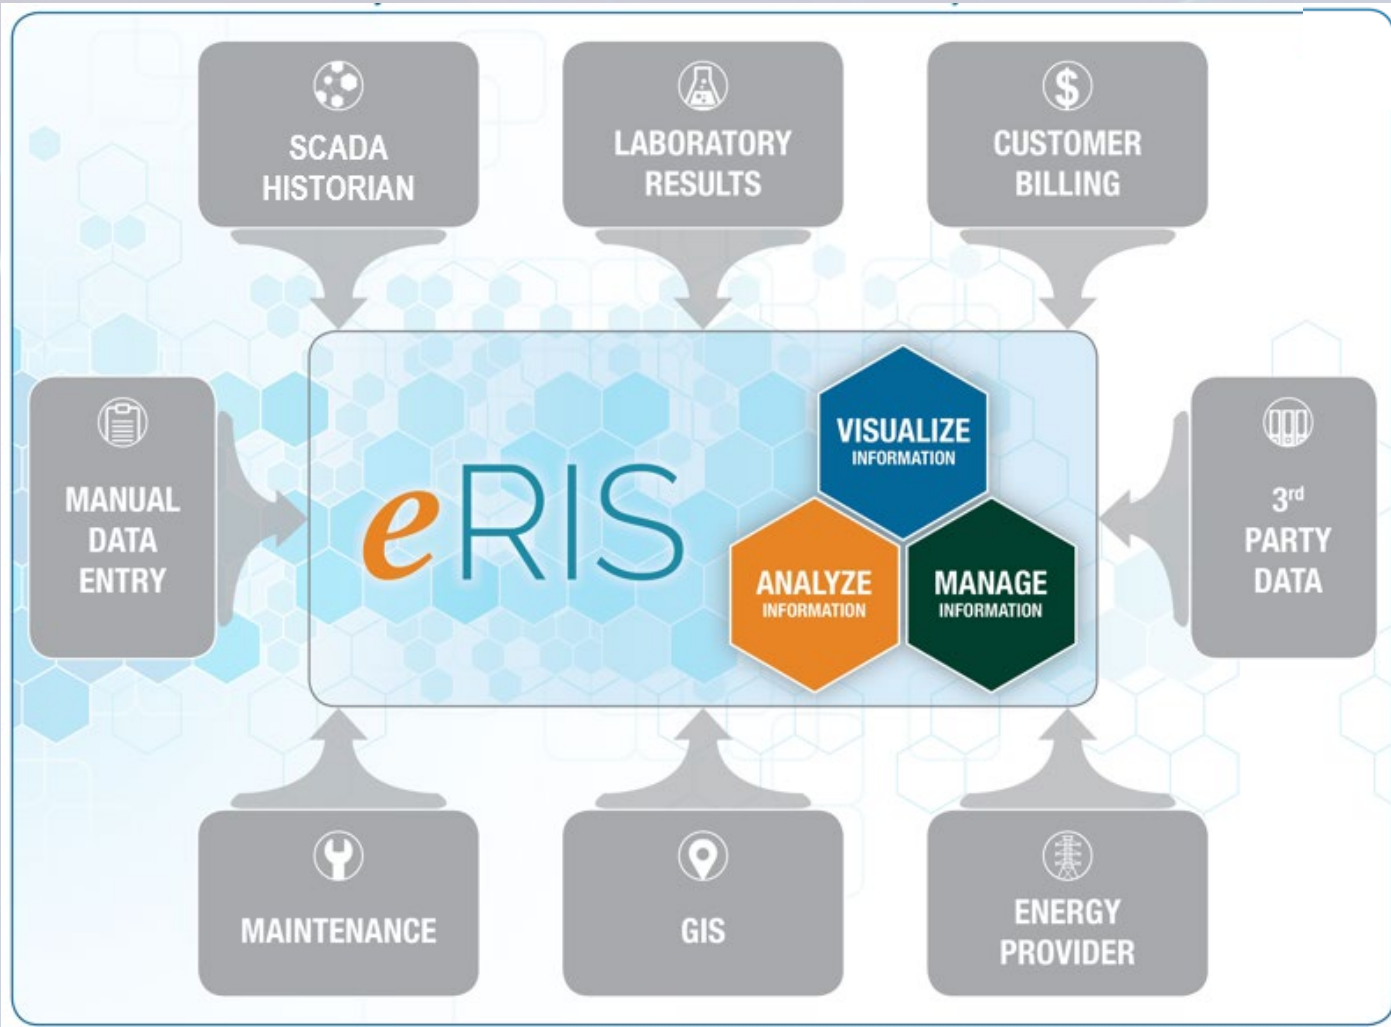 SCADA
HISTORIAN
LABORATORY
RESULTS
CUSTOMER
BILLING
MANUAL
DATA
ENTRY
eRIS
VISUALIZE
INFORMATION
ANALYZE
INFORMATION
MANAGE
INFORMATION
3rd
PARTY
DATA
MAINTENANCE
GIS
ENERGY
PROVIDER